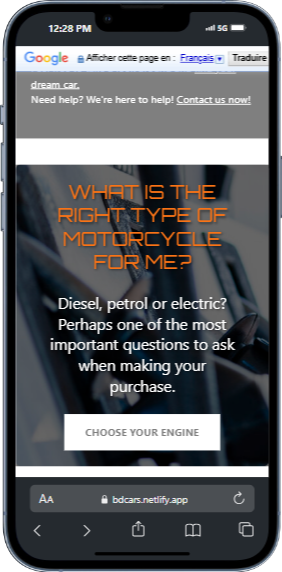 12:28 PM
5G
Google Afficher cette page en : Français Traduire
dream car.
Need help? We're here to help! Contact us now!
WHAT IS THE
RIGHT TYPE OF
MOTORCYCLE
FOR ME?
Diesel, petrol or electric?
Perhaps one of the most
important questions to ask
when making your
purchase.
CHOOSE YOUR ENGINE
AA
bdcars.netlify.app